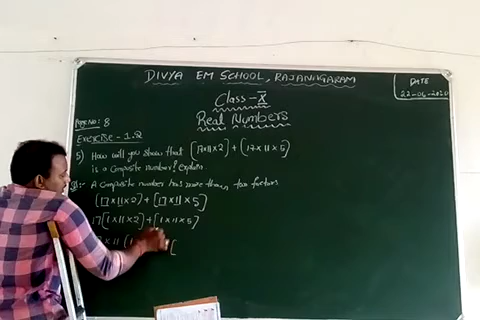 DIVYA EM SCHOOL, RAJANAGARAM
DATE
22-06-2020
Class-X
Real Numbers
PAGE NO: 8
Exercise - 1.2
5) How will you show that (17×11×2) + (17×11×5)
is a Composite number? explain
A Composite number has more than two factors
(17×11×2) + (17×11×5)
17[1×11×2] + [1×11×5]